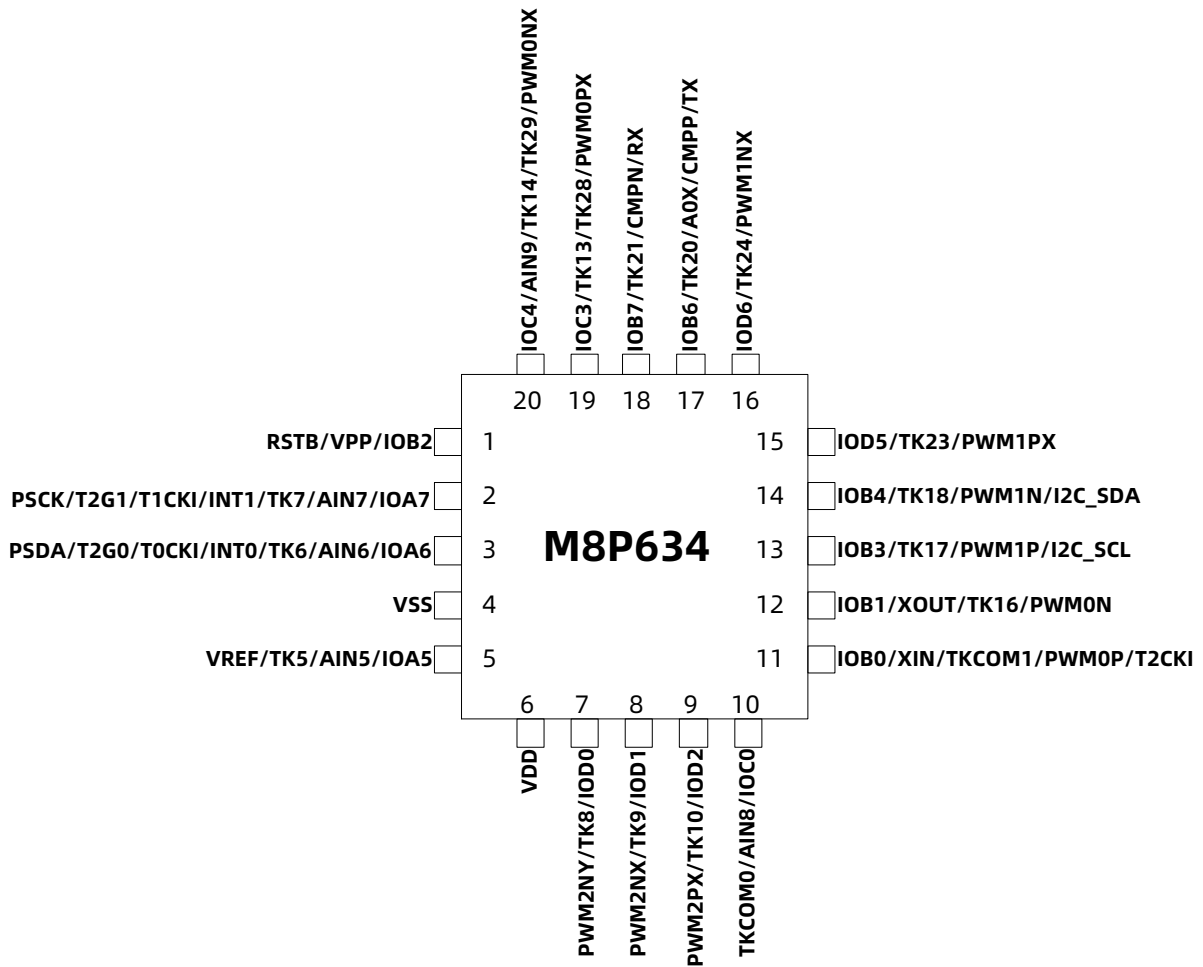 IOC4/AIN9/TK14/TK29/PWM0NX
IOC3/TK13/TK28/PWM0PX
IOB7/TK21/CMPN/RX
IOB6/TK20/A0X/CMPP/TX
IOD6/TK24/PWM1NX
20 19 18 17 16
RSTB/VPP/IOB2 1
15 IOD5/TK23/PWM1PX
PSCK/T2G1/T1CKI/INT1/TK7/AIN7/IOA7 2
14 IOB4/TK18/PWM1N/I2C_SDA
PSDA/T2G0/T0CKI/INT0/TK6/AIN6/IOA6 3
M8P634
13 IOB3/TK17/PWM1P/I2C_SCL
VSS 4
12 IOB1/XOUT/TK16/PWM0N
VREF/TK5/AIN5/IOA5 5
11 IOB0/XIN/TKCOM1/PWM0P/T2CKI
6 7 8 9 10
VDD
PWM2NY/TK8/IOD0
PWM2NX/TK9/IOD1
PWM2PX/TK10/IOD2
TKCOM0/AIN8/IOC0